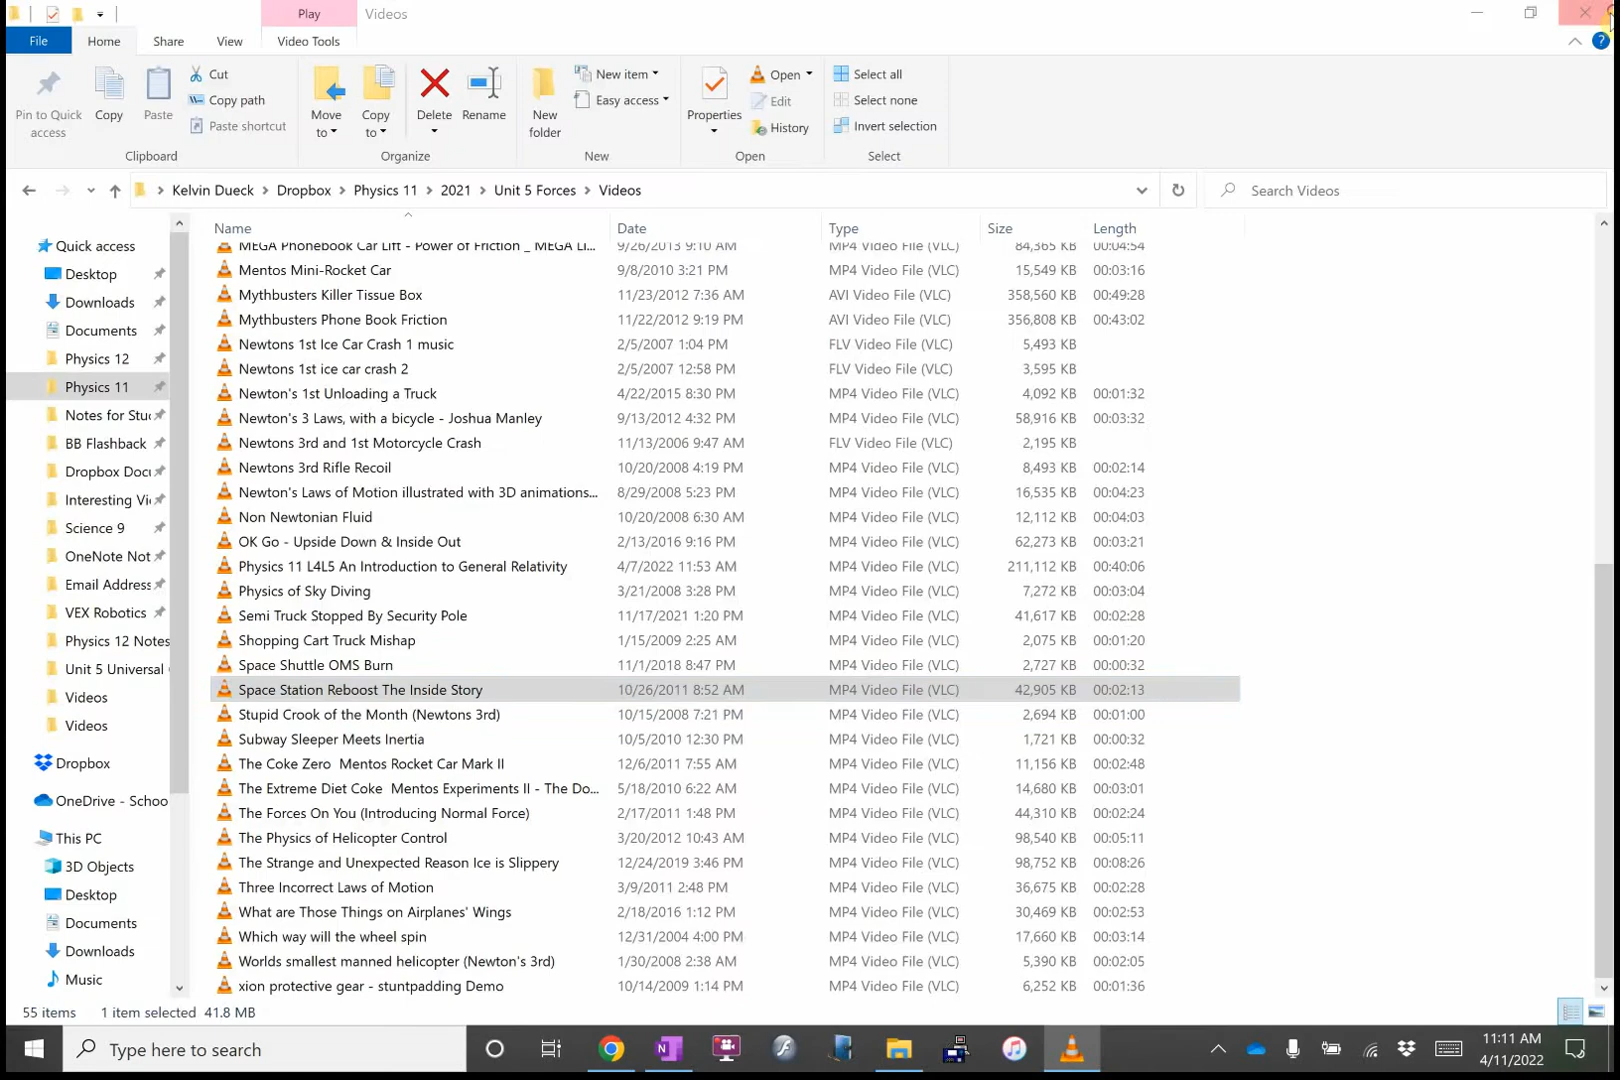 Play Videos
File Home Share View Video Tools
Pin to Quick access
Copy
Paste
Cut
Copy path
Paste shortcut
Clipboard
Move to
Copy to
Delete
Rename
Organize
New folder
New item
Easy access
New
Properties
Open
Edit
History
Open
Select all
Select none
Invert selection
Select
Kelvin Dueck > Dropbox > Physics 11 > 2021 > Unit 5 Forces > Videos
Search Videos
Quick access
Desktop
Downloads
Documents
Physics 12
Physics 11
Notes for Stu
BB Flashback
Dropbox Doc
Interesting Vi
Science 9
OneNote Not
Email Address
VEX Robotics
Physics 12 Notes
Unit 5 Universal
Videos
Videos
Dropbox
OneDrive - Schoo
This PC
3D Objects
Desktop
Documents
Downloads
Music
Name Date Type Size Length
MEGA Phonebook Car Lift - Power of Friction _ MEGA Li... 9/26/2013 9:10 AM MP4 Video File (VLC) 84,365 KB 00:04:54
Mentos Mini-Rocket Car 9/8/2010 3:21 PM MP4 Video File (VLC) 15,549 KB 00:03:16
Mythbusters Killer Tissue Box 11/23/2012 7:36 AM AVI Video File (VLC) 358,560 KB 00:49:28
Mythbusters Phone Book Friction 11/22/2012 9:19 PM AVI Video File (VLC) 356,808 KB 00:43:02
Newtons 1st Ice Car Crash 1 music 2/5/2007 1:04 PM FLV Video File (VLC) 5,493 KB
Newtons 1st ice car crash 2 2/5/2007 12:58 PM FLV Video File (VLC) 3,595 KB
Newton's 1st Unloading a Truck 4/22/2015 8:30 PM MP4 Video File (VLC) 4,092 KB 00:01:32
Newton's 3 Laws, with a bicycle - Joshua Manley 9/13/2012 4:32 PM MP4 Video File (VLC) 58,916 KB 00:03:32
Newtons 3rd and 1st Motorcycle Crash 11/13/2006 9:47 AM FLV Video File (VLC) 2,195 KB
Newtons 3rd Rifle Recoil 10/20/2008 4:19 PM MP4 Video File (VLC) 8,493 KB 00:02:14
Newton's Laws of Motion illustrated with 3D animations... 8/29/2008 5:23 PM MP4 Video File (VLC) 16,535 KB 00:04:23
Non Newtonian Fluid 10/20/2008 6:30 AM MP4 Video File (VLC) 12,112 KB 00:04:03
OK Go - Upside Down & Inside Out 2/13/2016 9:16 PM MP4 Video File (VLC) 62,273 KB 00:03:21
Physics 11 L4L5 An Introduction to General Relativity 4/7/2022 11:53 AM MP4 Video File (VLC) 211,112 KB 00:40:06
Physics of Sky Diving 3/21/2008 3:28 PM MP4 Video File (VLC) 7,272 KB 00:03:04
Semi Truck Stopped By Security Pole 11/17/2021 1:20 PM MP4 Video File (VLC) 41,617 KB 00:02:28
Shopping Cart Truck Mishap 1/15/2009 2:25 AM MP4 Video File (VLC) 2,075 KB 00:01:20
Space Shuttle OMS Burn 11/1/2018 8:47 PM MP4 Video File (VLC) 2,727 KB 00:00:32
Space Station Reboost The Inside Story 10/26/2011 8:52 AM MP4 Video File (VLC) 42,905 KB 00:02:13
Stupid Crook of the Month (Newtons 3rd) 10/15/2008 7:21 PM MP4 Video File (VLC) 2,694 KB 00:01:00
Subway Sleeper Meets Inertia 10/5/2010 12:30 PM MP4 Video File (VLC) 1,721 KB 00:00:32
The Coke Zero Mentos Rocket Car Mark II 12/6/2011 7:55 AM MP4 Video File (VLC) 11,156 KB 00:02:48
The Extreme Diet Coke Mentos Experiments II - The Do... 5/18/2010 6:22 AM MP4 Video File (VLC) 14,680 KB 00:03:01
The Forces On You (Introducing Normal Force) 2/17/2011 1:48 PM MP4 Video File (VLC) 44,310 KB 00:02:24
The Physics of Helicopter Control 3/20/2012 10:43 AM MP4 Video File (VLC) 98,540 KB 00:05:11
The Strange and Unexpected Reason Ice is Slippery 12/24/2019 3:46 PM MP4 Video File (VLC) 98,752 KB 00:08:26
Three Incorrect Laws of Motion 3/9/2011 2:48 PM MP4 Video File (VLC) 36,675 KB 00:02:28
What are Those Things on Airplanes' Wings 2/18/2016 1:12 PM MP4 Video File (VLC) 30,469 KB 00:02:53
Which way will the wheel spin 12/31/2004 4:00 PM MP4 Video File (VLC) 17,660 KB 00:03:14
Worlds smallest manned helicopter (Newton's 3rd) 1/30/2008 2:38 AM MP4 Video File (VLC) 5,390 KB 00:02:05
xion protective gear - stuntpadding Demo 10/14/2009 1:14 PM MP4 Video File (VLC) 6,252 KB 00:01:36
55 items 1 item selected 41.8 MB
Type here to search
11:11 AM
4/11/2022